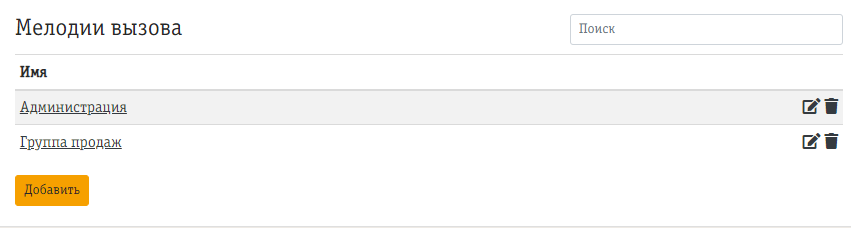 Мелодии вызова
Поиск
Имя
Администрация
Группа продаж
Добавить